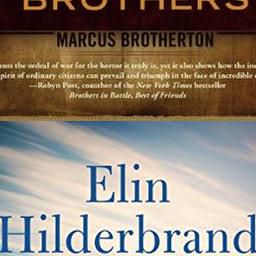 BROTHERS
MARCUS BROTHERTON
ents the ordeal of war for the horror it truly is, yet it also shows how the
pirit of ordinary citizens can prevail and triumph in the face of incredible
—Robyn Post, coauthor of the New York Times bestseller
Brothers in Battle, Best of Friends
Elin
Hilderbrand